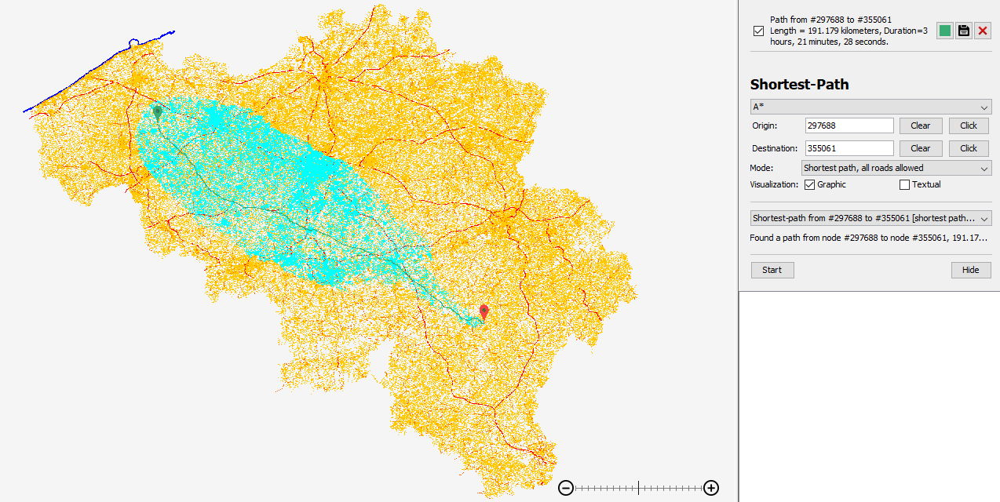 Path from #297688 to #355061
Length = 191.179 kilometers, Duration=3
hours, 21 minutes, 28 seconds.
Shortest-Path
A*
Origin: 297688 Clear Click
Destination: 355061 Clear Click
Mode: Shortest path, all roads allowed
Visualization: Graphic Textual
Shortest-path from #297688 to #355061 [shortest path...
Found a path from node #297688 to node #355061, 191.17...
Start Hide